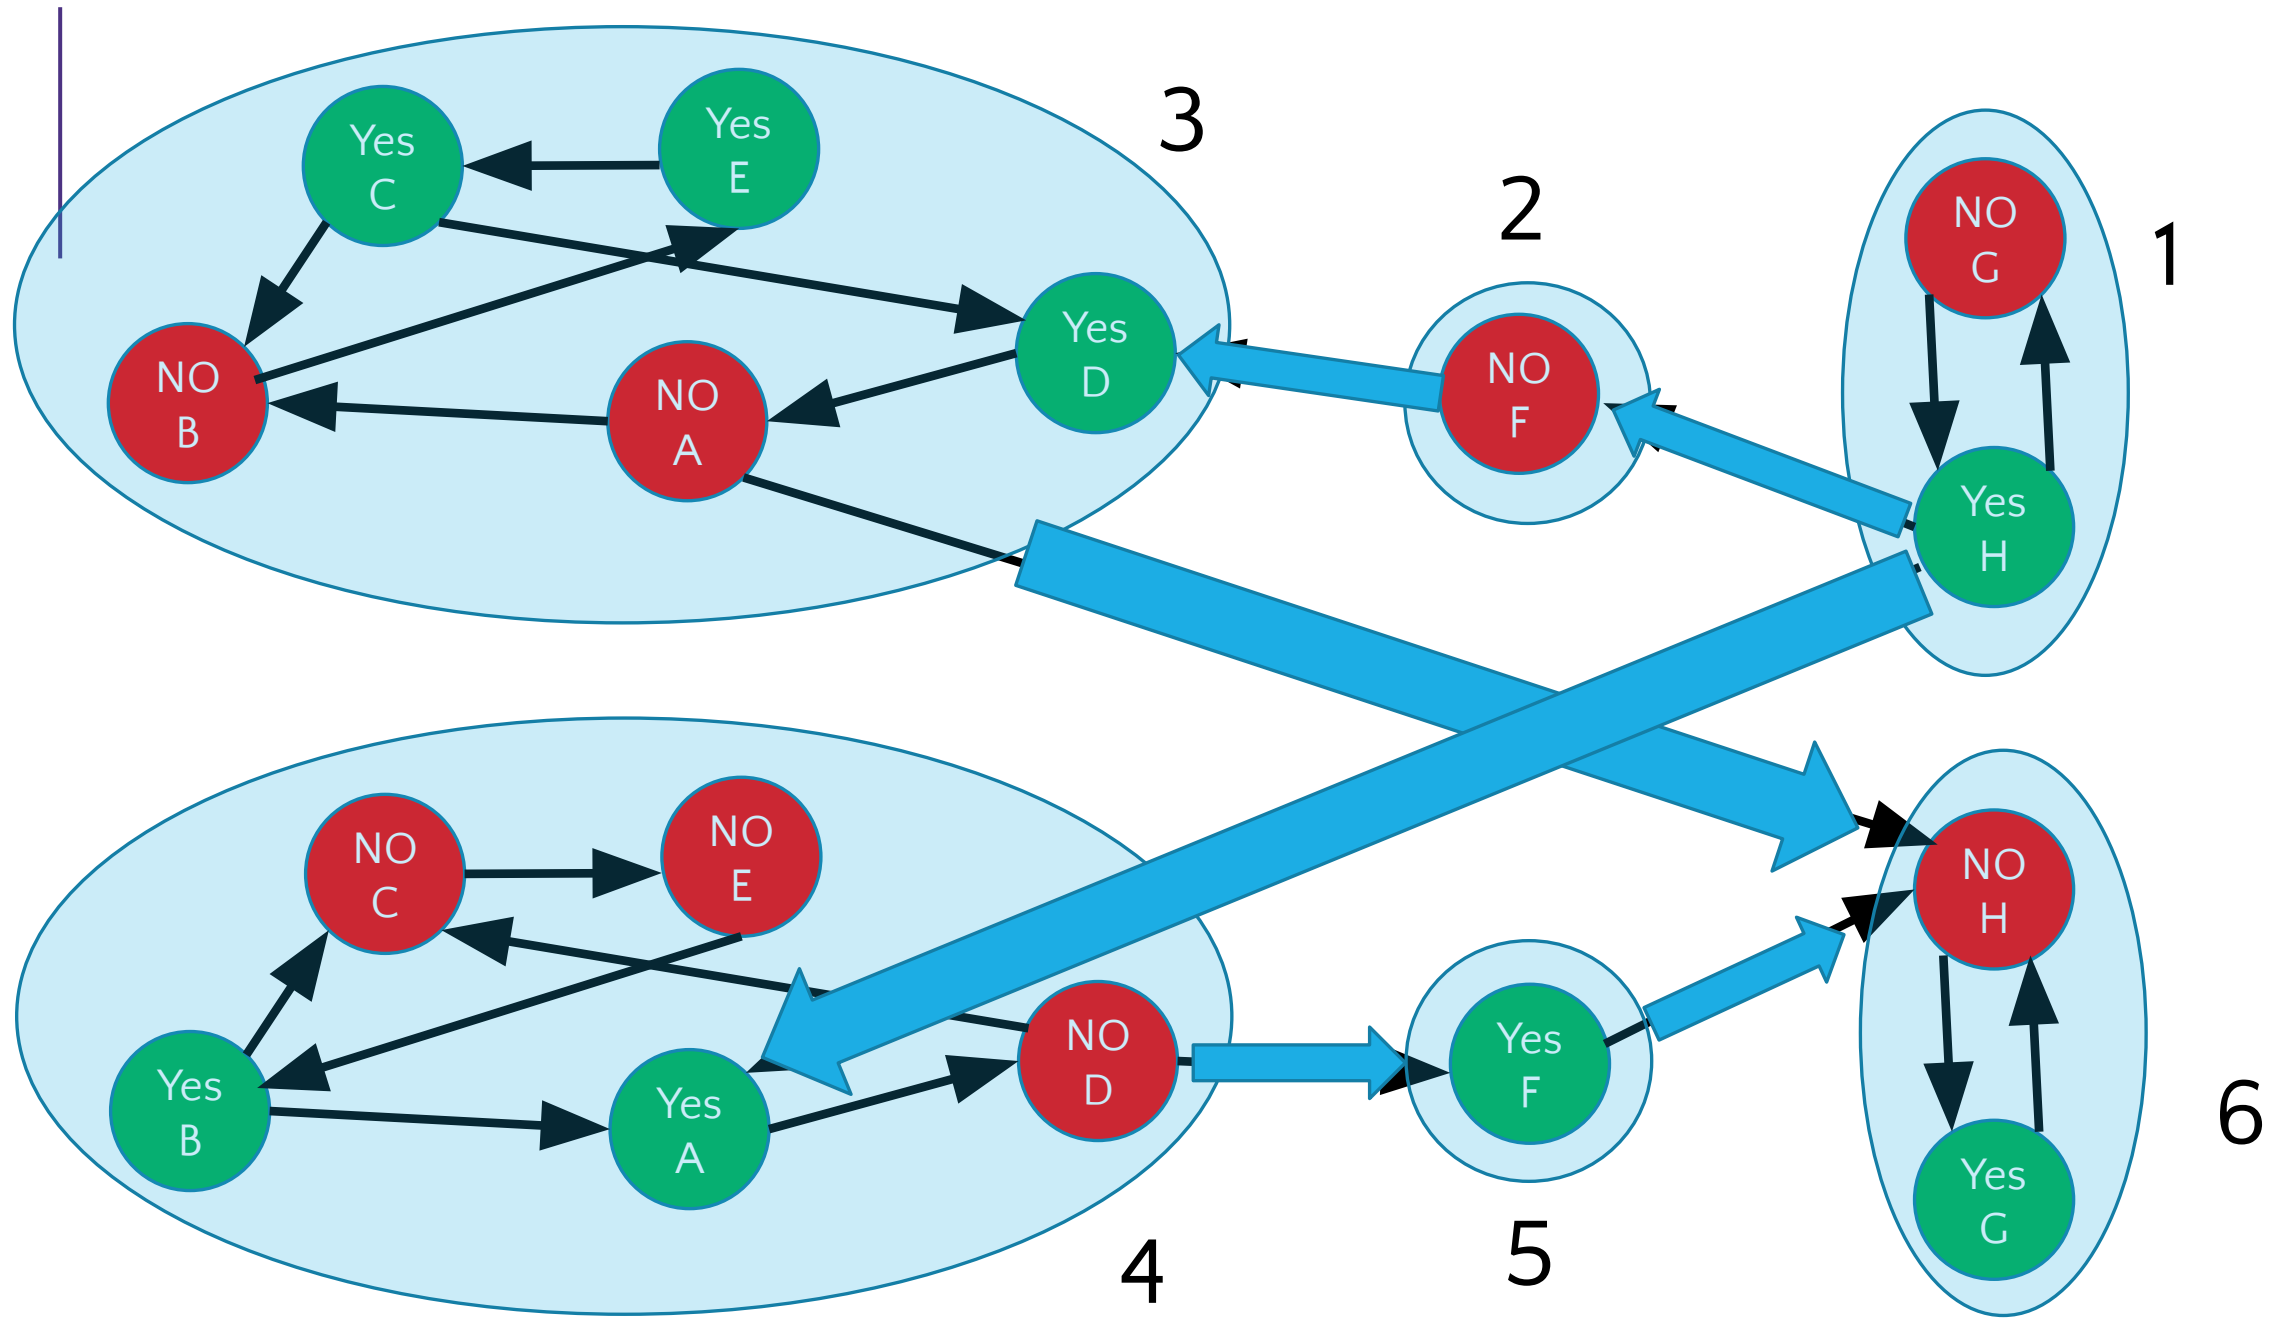 3
Yes
C
Yes
E
2
NO
G
1
Yes
D
NO
F
NO
B
NO
A
Yes
H
NO
C
NO
E
NO
H
Yes
B
Yes
A
NO
D
Yes
F
6
Yes
G
4
5